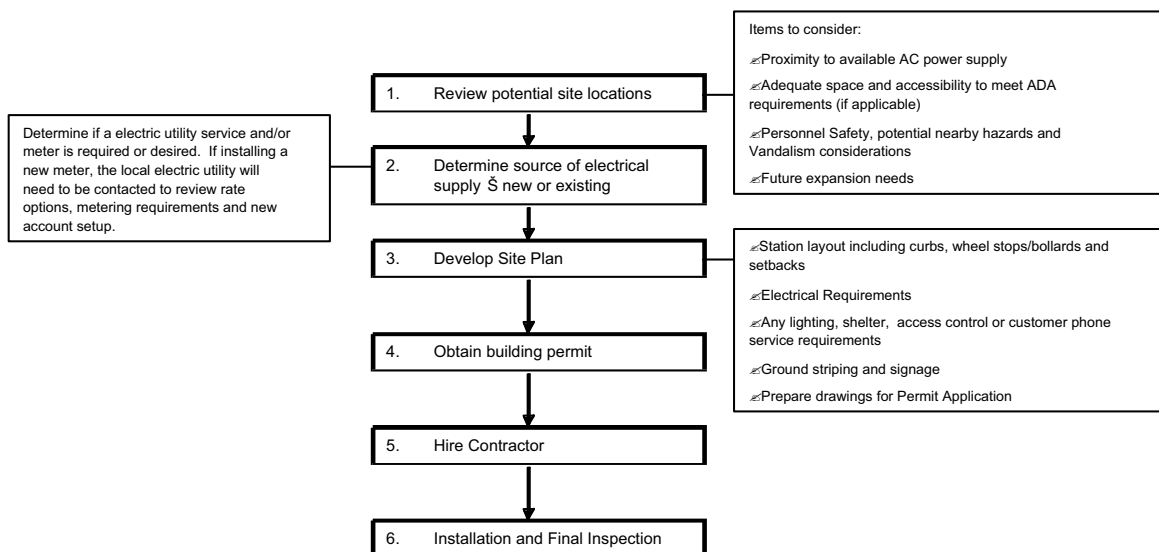 Items to consider:
✍Proximity to available AC power supply
✍Adequate space and accessibility to meet ADA
requirements (if applicable)
✍Personnel Safety, potential nearby hazards and
Vandalism considerations
✍Future expansion needs
1. Review potential site locations
Determine if a electric utility service and/or
meter is required or desired. If installing a
new meter, the local electric utility will
need to be contacted to review rate
options, metering requirements and new
account setup.
2. Determine source of electrical
supply Š new or existing
3. Develop Site Plan
✍Station layout including curbs, wheel stops/bollards and
setbacks
✍Electrical Requirements
✍Any lighting, shelter, access control or customer phone
service requirements
✍Ground striping and signage
✍Prepare drawings for Permit Application
4. Obtain building permit
5. Hire Contractor
6. Installation and Final Inspection